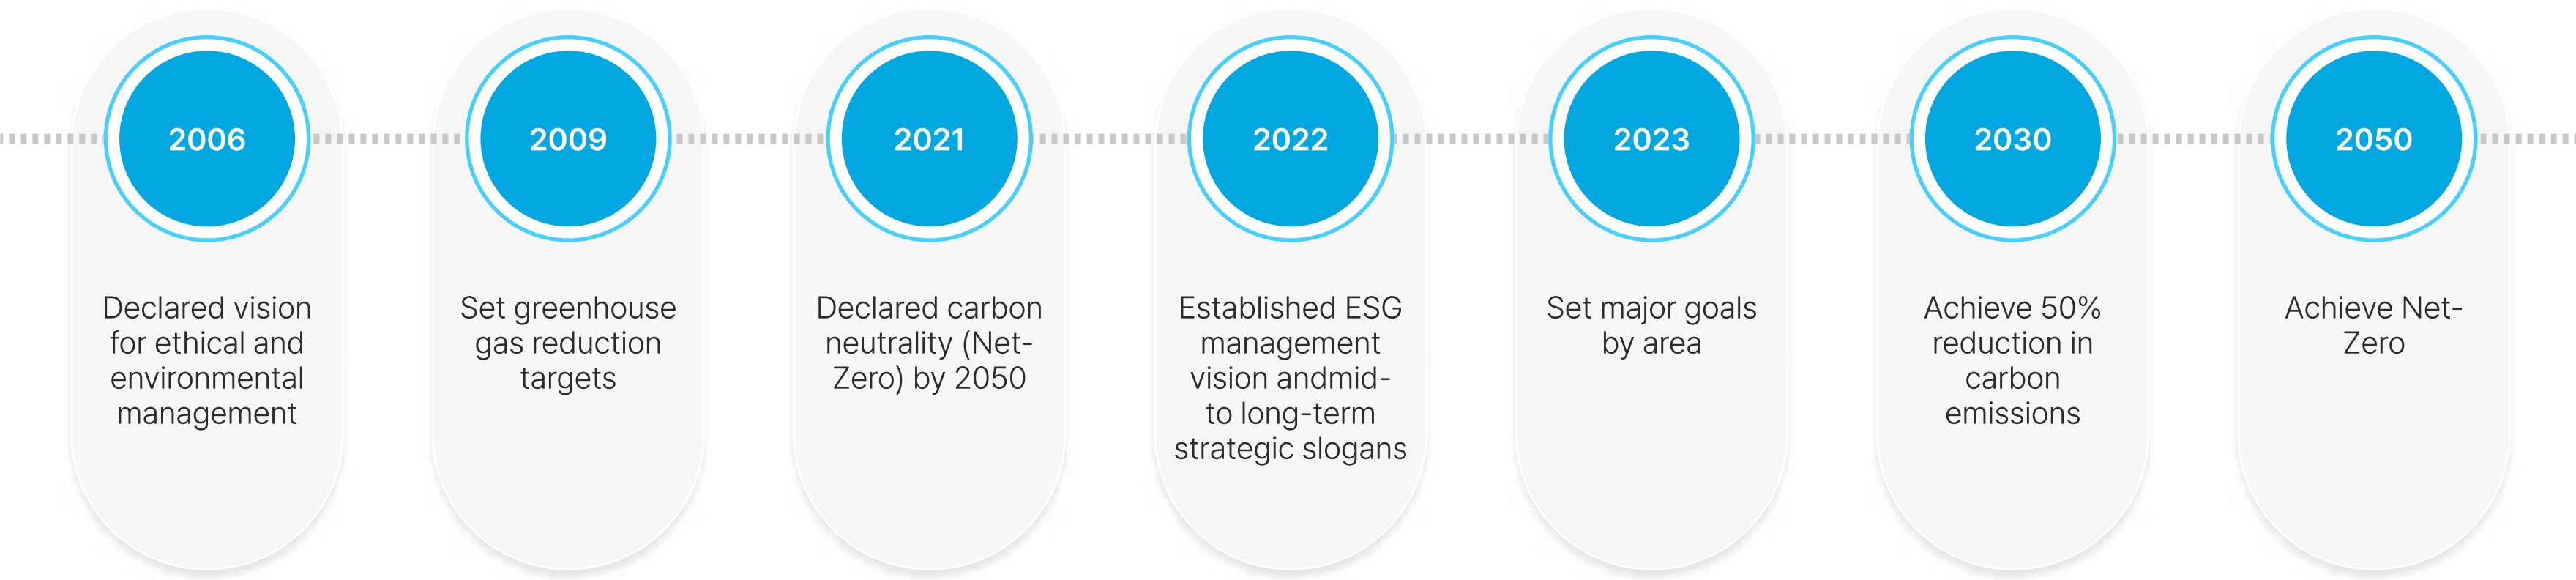 2006
Declared vision
for ethical and
environmental
management
2009
Set greenhouse
gas reduction
targets
2021
Declared carbon
neutrality (Net-
Zero) by 2050
2022
Established ESG
management
vision andmid-
to long-term
strategic slogans
2023
Set major goals
by area
2030
Achieve 50%
reduction in
carbon
emissions
2050
Achieve Net-
Zero